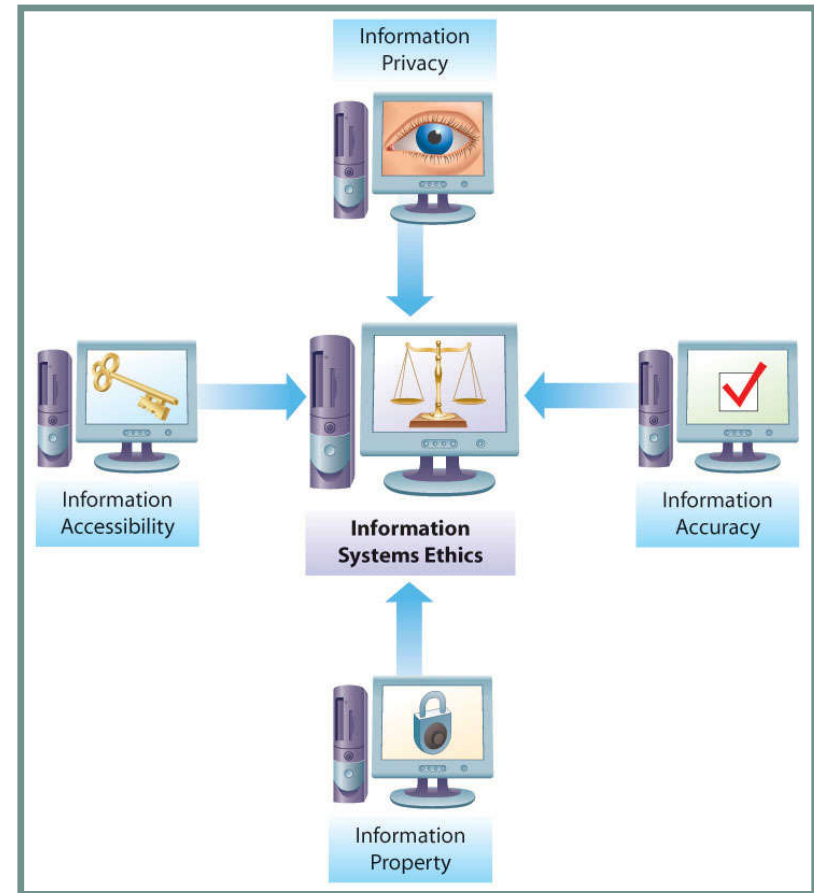 Information
Privacy
Information
Accessibility
Information
Systems Ethics
Information
Accuracy
Information
Property